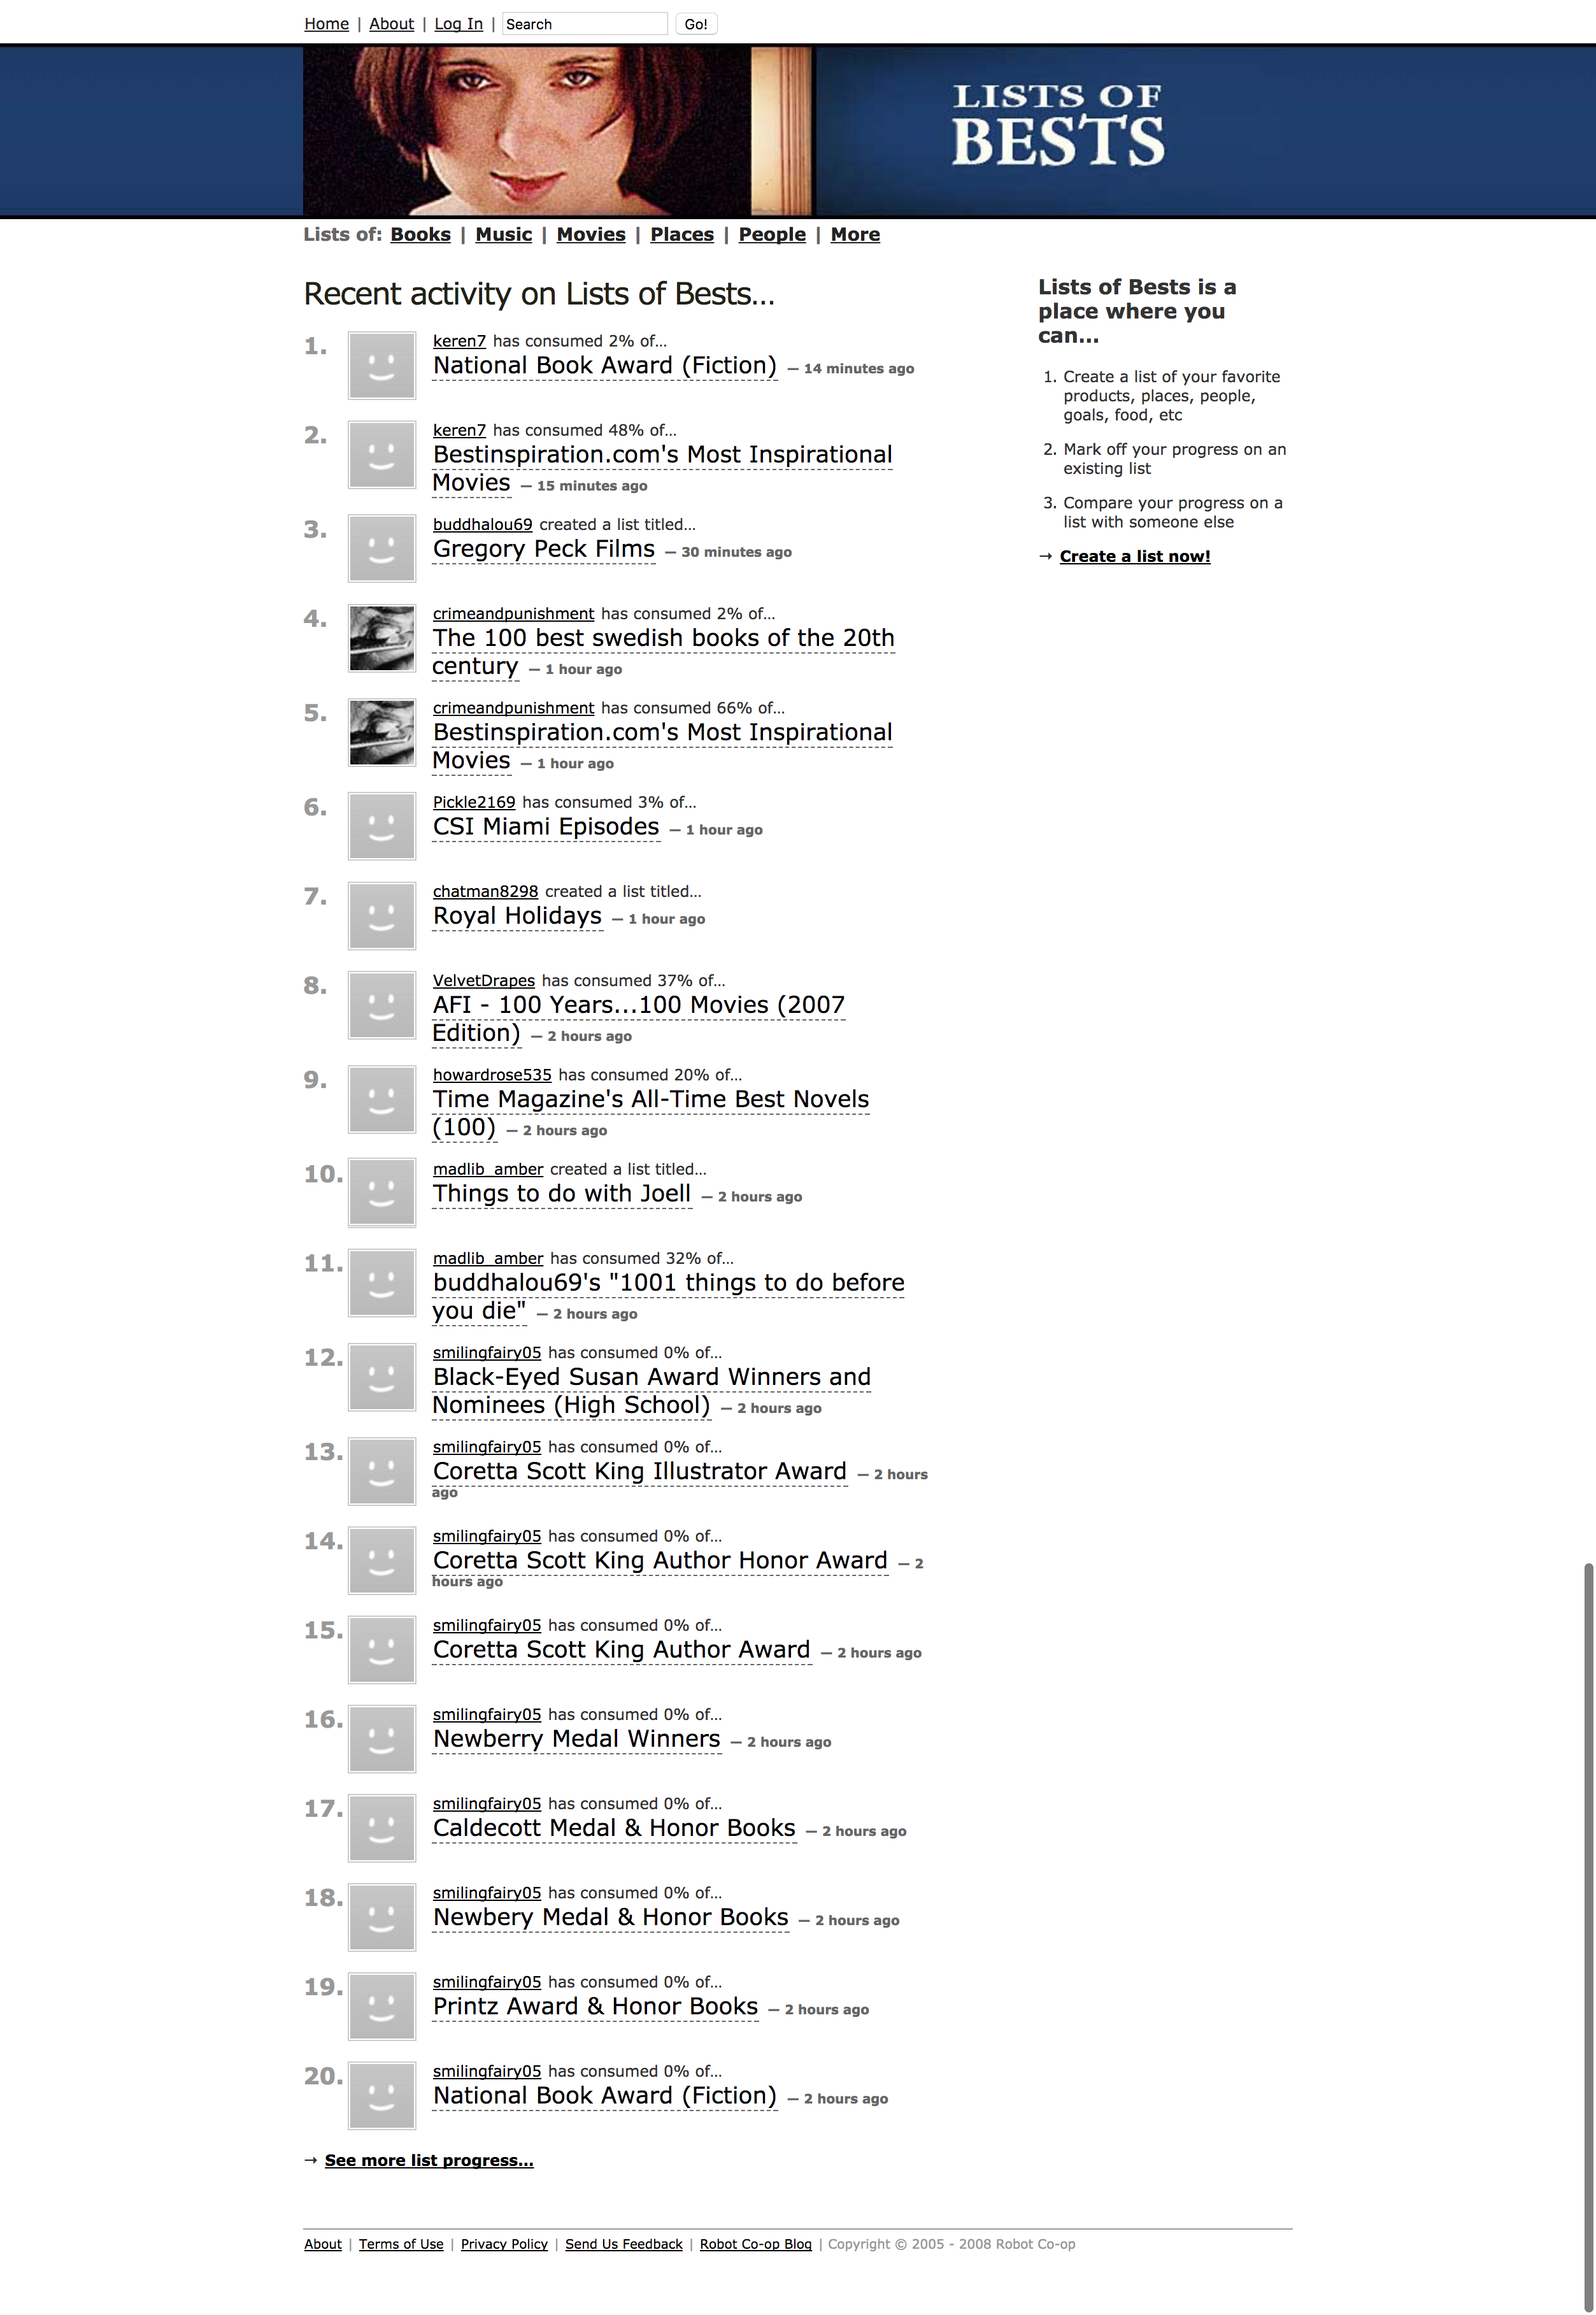 Home | About | Log In | Search Go!
LISTS OF
BESTS
Lists of: Books | Music | Movies | Places | People | More
Recent activity on Lists of Bests...
1. keren7 has consumed 2% of...
National Book Award (Fiction) — 14 minutes ago
2. keren7 has consumed 48% of...
Bestinspiration.com's Most Inspirational
Movies — 15 minutes ago
3. buddhalou69 created a list titled...
Gregory Peck Films — 30 minutes ago
4. crimeandpunishment has consumed 2% of...
The 100 best swedish books of the 20th
century — 1 hour ago
5. crimeandpunishment has consumed 66% of...
Bestinspiration.com's Most Inspirational
Movies — 1 hour ago
6. Pickle2169 has consumed 3% of...
CSI Miami Episodes — 1 hour ago
7. chatman8298 created a list titled...
Royal Holidays — 1 hour ago
8. VelvetDrapes has consumed 37% of...
AFI - 100 Years...100 Movies (2007
Edition) — 2 hours ago
9. howardrose535 has consumed 20% of...
Time Magazine's All-Time Best Novels
(100) — 2 hours ago
10. madlib_amber created a list titled...
Things to do with Joell — 2 hours ago
11. madlib_amber has consumed 32% of...
buddhalou69's "1001 things to do before
you die" — 2 hours ago
12. smilingfairy05 has consumed 0% of...
Black-Eyed Susan Award Winners and
Nominees (High School) — 2 hours ago
13. smilingfairy05 has consumed 0% of...
Coretta Scott King Illustrator Award — 2 hours
ago
14. smilingfairy05 has consumed 0% of...
Coretta Scott King Author Honor Award — 2
hours ago
15. smilingfairy05 has consumed 0% of...
Coretta Scott King Author Award — 2 hours ago
16. smilingfairy05 has consumed 0% of...
Newberry Medal Winners — 2 hours ago
17. smilingfairy05 has consumed 0% of...
Caldecott Medal & Honor Books — 2 hours ago
18. smilingfairy05 has consumed 0% of...
Newbery Medal & Honor Books — 2 hours ago
19. smilingfairy05 has consumed 0% of...
Printz Award & Honor Books — 2 hours ago
20. smilingfairy05 has consumed 0% of...
National Book Award (Fiction) — 2 hours ago
→ See more list progress...
Lists of Bests is a
place where you
can...
1. Create a list of your favorite
products, places, people,
goals, food, etc
2. Mark off your progress on an
existing list
3. Compare your progress on a
list with someone else
→ Create a list now!
About | Terms of Use | Privacy Policy | Send Us Feedback | Robot Co-op Blog | Copyright © 2005 - 2008 Robot Co-op